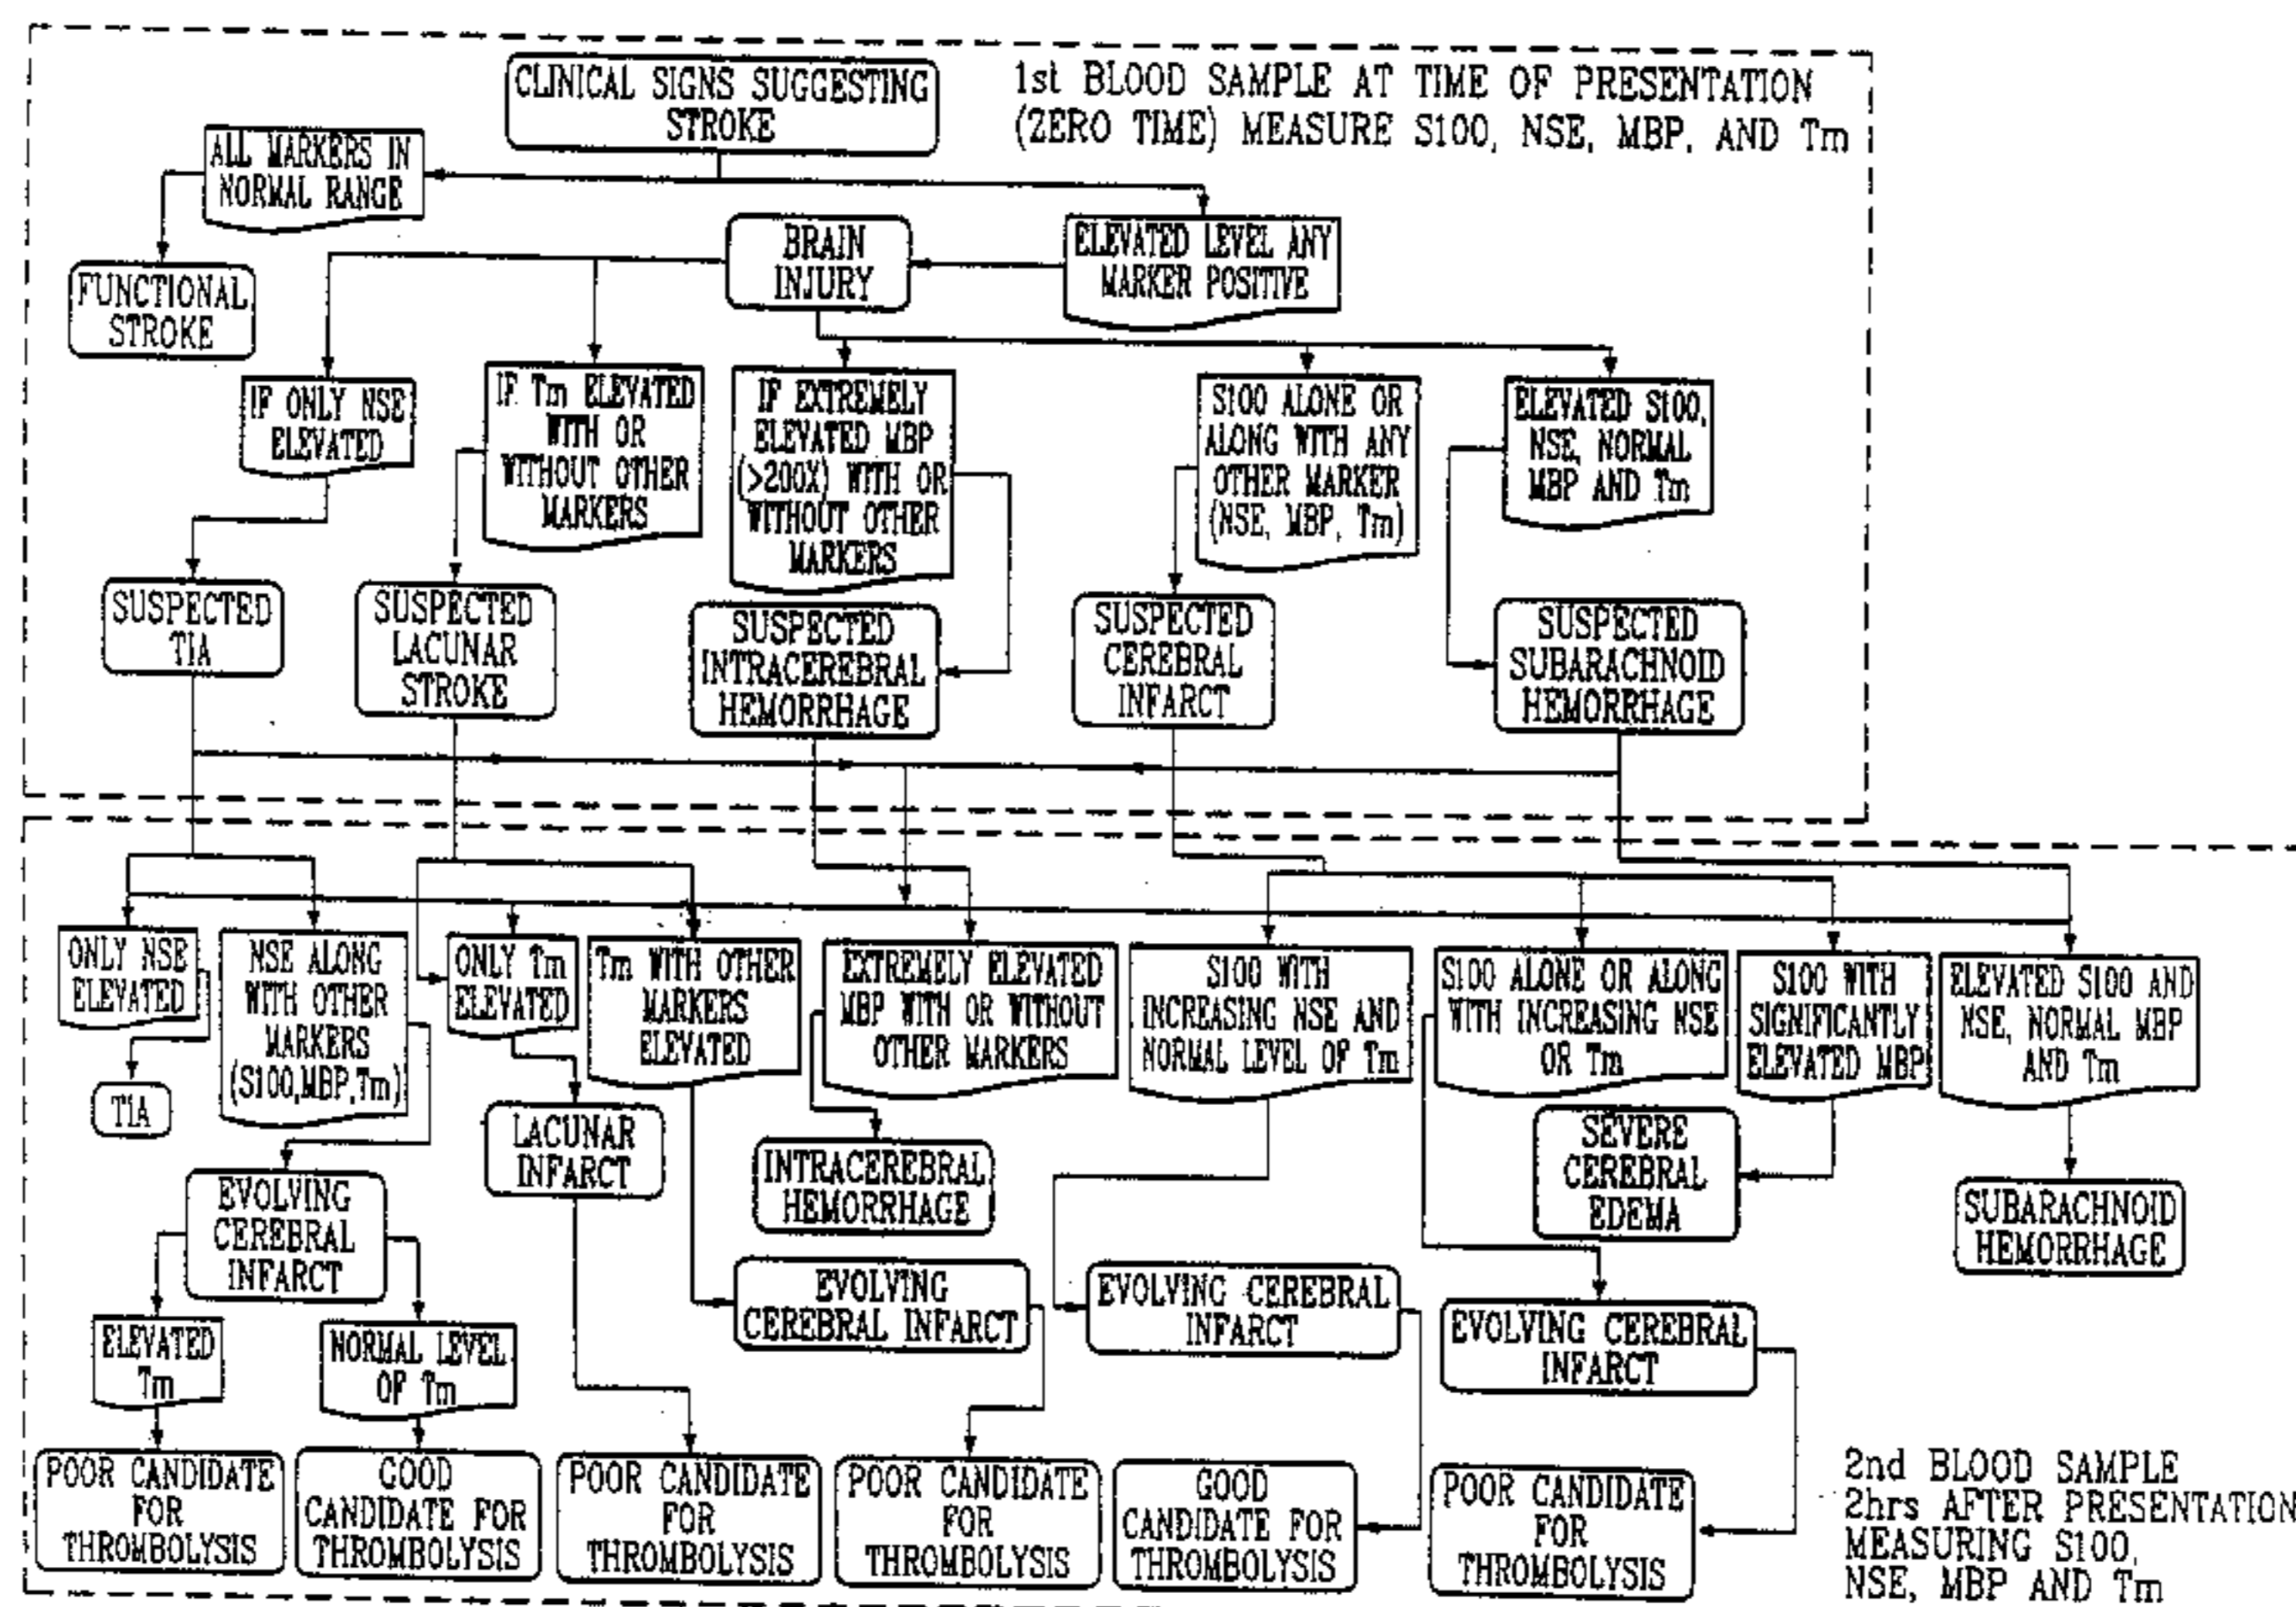 CLINICAL SIGNS SUGGESTING
STROKE
1st BLOOD SAMPLE AT TIME OF PRESENTATION
(ZERO TIME) MEASURE S100, NSE, MBP, AND Tm
ALL MARKERS IN
NORMAL RANGE
BRAIN
INJURY
ELEVATED LEVEL ANY
MARKER POSITIVE
FUNCTIONAL
STROKE
IF ONLY NSE
ELEVATED
IF Tm ELEVATED
WITH OR
WITHOUT OTHER
MARKERS
IF EXTREMELY
ELEVATED MBP
(>200X) WITH OR
WITHOUT OTHER
MARKERS
S100 ALONE OR
ALONG WITH ANY
OTHER MARKER
(NSE, MBP, Tm)
ELEVATED S100,
NSE, NORMAL
MBP AND Tm
SUSPECTED
TIA
SUSPECTED
LACUNAR
STROKE
SUSPECTED
INTRACEREBRAL
HEMORRHAGE
SUSPECTED
CEREBRAL
INFARCT
SUSPECTED
SUBARACHNOID
HEMORRHAGE
ONLY NSE
ELEVATED
NSE ALONG
WITH OTHER
MARKERS
(S100,MBP,Tm)
ONLY Tm
ELEVATED
Tm WITH OTHER
MARKERS
ELEVATED
EXTREMELY ELEVATED
MBP WITH OR WITHOUT
OTHER MARKERS
S100 WITH
INCREASING NSE AND
NORMAL LEVEL OF Tm
S100 ALONE OR ALONG
WITH INCREASING NSE
OR Tm
S100 WITH
SIGNIFICANTLY
ELEVATED MBP
ELEVATED S100 AND
NSE, NORMAL MBP
AND Tm
TIA
LACUNAR
INFARCT
INTRACEREBRAL
HEMORRHAGE
SEVERE
CEREBRAL
EDEMA
SUBARACHNOID
HEMORRHAGE
EVOLVING
CEREBRAL
INFARCT
EVOLVING
CEREBRAL INFARCT
EVOLVING CEREBRAL
INFARCT
EVOLVING CEREBRAL
INFARCT
ELEVATED
Tm
NORMAL LEVEL
OF Tm
POOR CANDIDATE
FOR
THROMBOLYSIS
GOOD
CANDIDATE FOR
THROMBOLYSIS
POOR CANDIDATE
FOR
THROMBOLYSIS
POOR CANDIDATE
FOR
THROMBOLYSIS
GOOD
CANDIDATE FOR
THROMBOLYSIS
POOR CANDIDATE
FOR
THROMBOLYSIS
2nd BLOOD SAMPLE
2hrs AFTER PRESENTATION
MEASURING S100,
NSE, MBP AND Tm